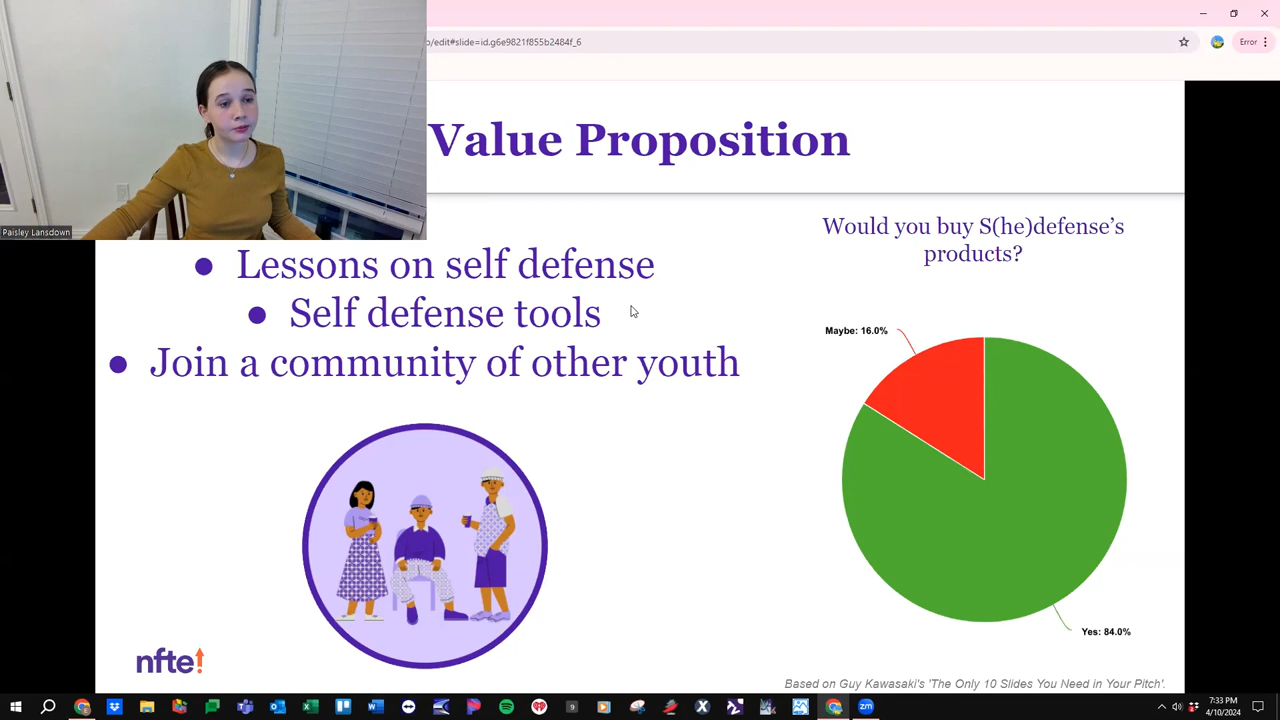 o/edit#slide=id.g6e9821f855b2484f_6
Error
Value Proposition
Paisley Lansdown
Would you buy S(he)defense's
products?
● Lessons on self defense
● Self defense tools
● Join a community of other youth
Maybe: 16.0%
Yes: 84.0%
nfte!
Based on Guy Kawasaki's 'The Only 10 Slides You Need in Your Pitch'.
zm
9
7:33 PM
4/10/2024